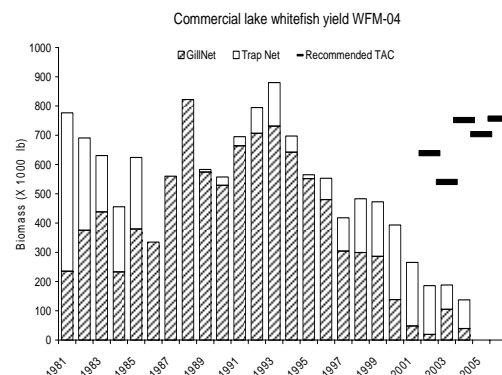 Commercial lake whitefish yield WFM-04
GillNet Trap Net Recommended TAC
Biomass (X 1000 lb)
1000
900
800
700
600
500
400
300
200
100
0
1981 1983 1985 1987 1989 1991 1993 1995 1997 1999 2001 2003 2005